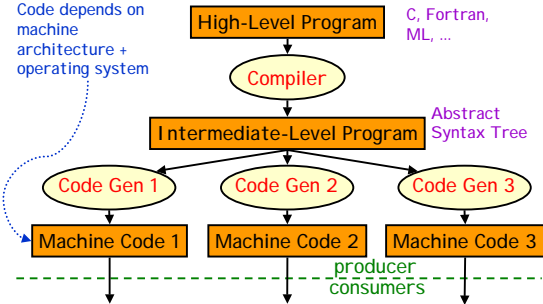 Code depends on
machine
architecture +
operating system
High-Level Program
C, Fortran,
ML, ...
Compiler
Intermediate-Level Program
Abstract
Syntax Tree
Code Gen 1
Code Gen 2
Code Gen 3
Machine Code 1
Machine Code 2
Machine Code 3
producer
consumers